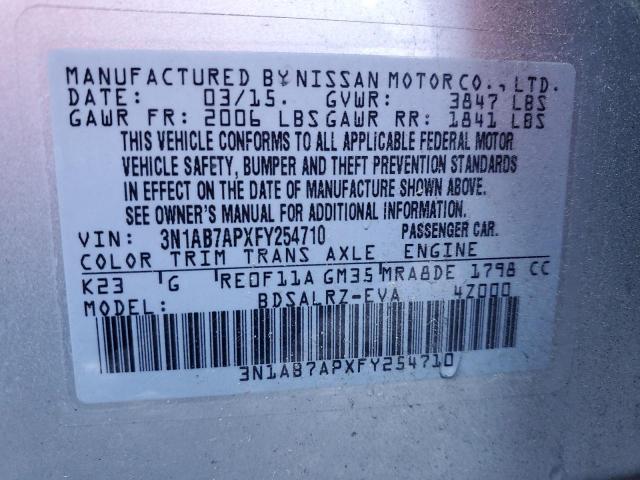 MANUFACTURED BY NISSAN MOTOR CO., LTD.
DATE: 03/15. GVWR: 3847 LBS
GAWR FR: 2006 LBS GAWR RR: 1841 LBS
THIS VEHICLE CONFORMS TO ALL APPLICABLE FEDERAL MOTOR
VEHICLE SAFETY, BUMPER AND THEFT PREVENTION STANDARDS
IN EFFECT ON THE DATE OF MANUFACTURE SHOWN ABOVE.
SEE OWNER'S MANUAL FOR ADDITIONAL INFORMATION.
VIN: 3N1AB7APXFY254710 PASSENGER CAR.
COLOR TRIM TRANS AXLE ENGINE
K23 G RE0F11A GM35 MRA8DE 1798 CC
MODEL: BDSALRZ-EVA 4Z000
3N1AB7APXFY254710